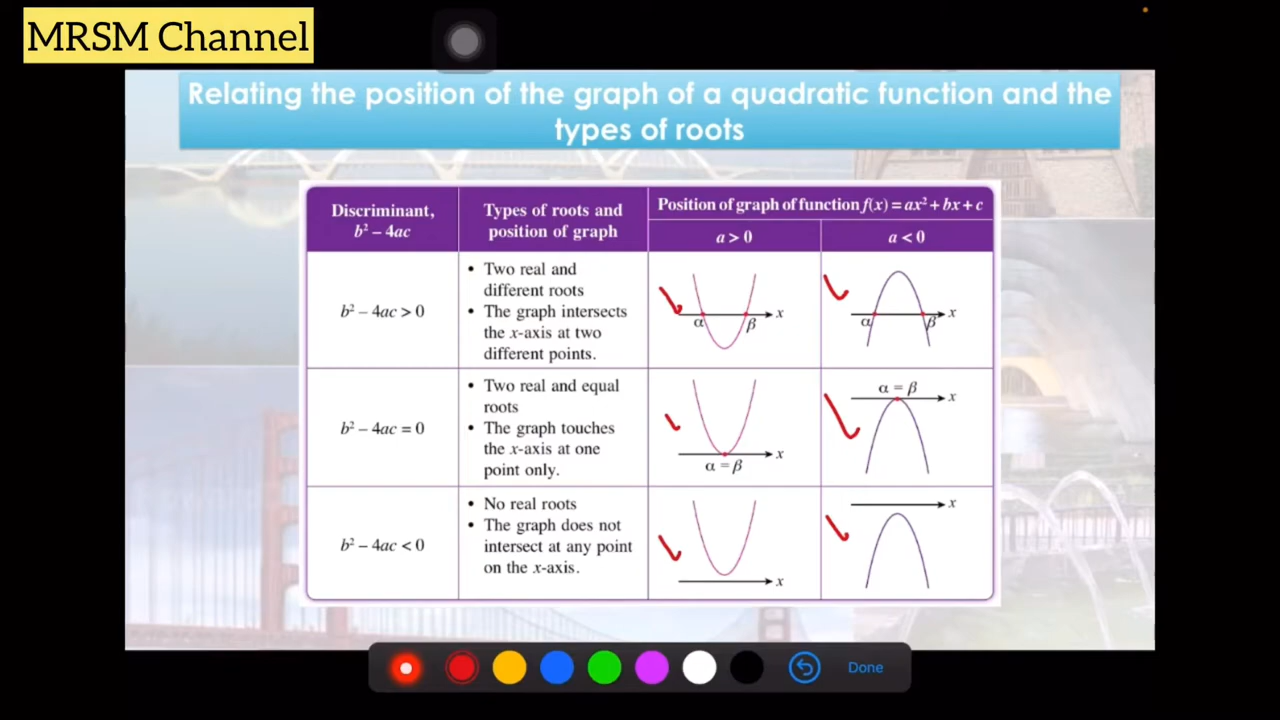 MRSM Channel
Relating the position of the graph of a quadratic function and the
types of roots
Discriminant,
b² – 4ac
Types of roots and
position of graph
Position of graph of function f(x) = ax² + bx + c
a > 0
a < 0
b² – 4ac > 0
• Two real and
different roots
• The graph intersects
the x-axis at two
different points.
α β x
α β x
b² – 4ac = 0
• Two real and equal
roots
• The graph touches
the x-axis at one
point only.
x
α = β
α = β
x
b² – 4ac < 0
• No real roots
• The graph does not
intersect at any point
on the x-axis.
x
x
Done